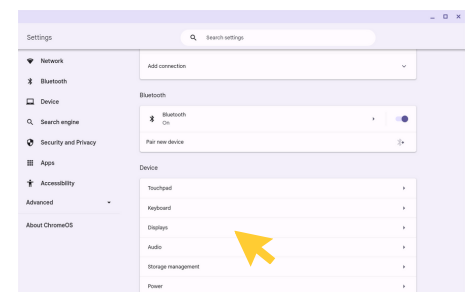 Settings
Search settings
Network
Bluetooth
Device
Search engine
Security and Privacy
Apps
Accessibility
Advanced
About ChromeOS
Add connection
Bluetooth
Bluetooth
On
Pair new device
Device
Touchpad
Keyboard
Displays
Audio
Storage management
Power